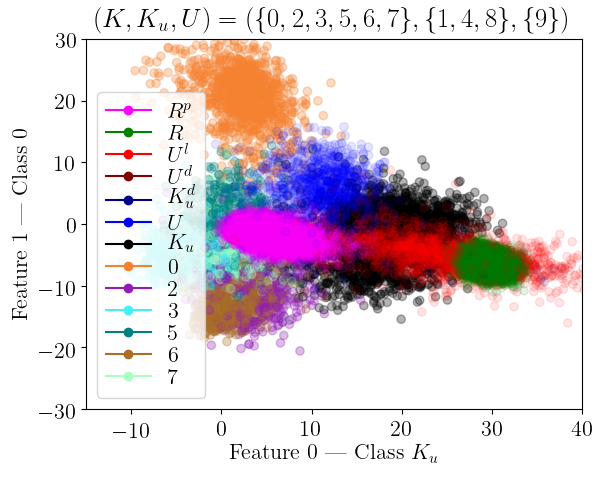 (K, K_u, U) = ({0, 2, 3, 5, 6, 7}, {1, 4, 8}, {9})
30
20
10
0
−10
−20
−30
Feature 1 — Class 0
R^p
R
U^l
U^d
K_u^d
U
K_u
0
2
3
5
6
7
−10
0
10
20
30
40
Feature 0 — Class K_u